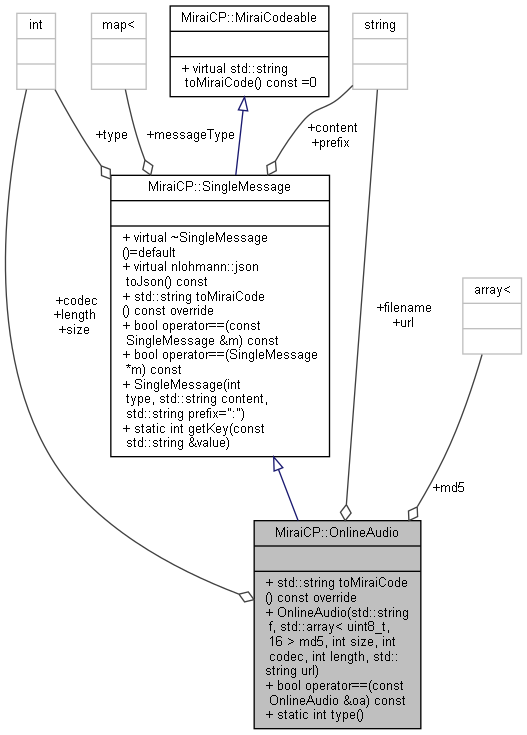 int
map<
MiraiCP::MiraiCodeable
string
+ virtual std::string
toMiraiCode() const =0
+type
+messageType
+content
+prefix
MiraiCP::SingleMessage
+ virtual ~SingleMessage
()=default
+ virtual nlohmann::json
toJson() const
+ std::string toMiraiCode
() const override
+ bool operator==(const
SingleMessage &m) const
+ bool operator==(SingleMessage
*m) const
+ SingleMessage(int
type, std::string content,
std::string prefix=":")
+ static int getKey(const
std::string &value)
+codec
+length
+size
+filename
+url
array<
+md5
MiraiCP::OnlineAudio
+ std::string toMiraiCode
() const override
+ OnlineAudio(std::string
f, std::array< uint8_t,
16 > md5, int size, int
codec, int length, std::
string url)
+ bool operator==(const
OnlineAudio &oa) const
+ static int type()